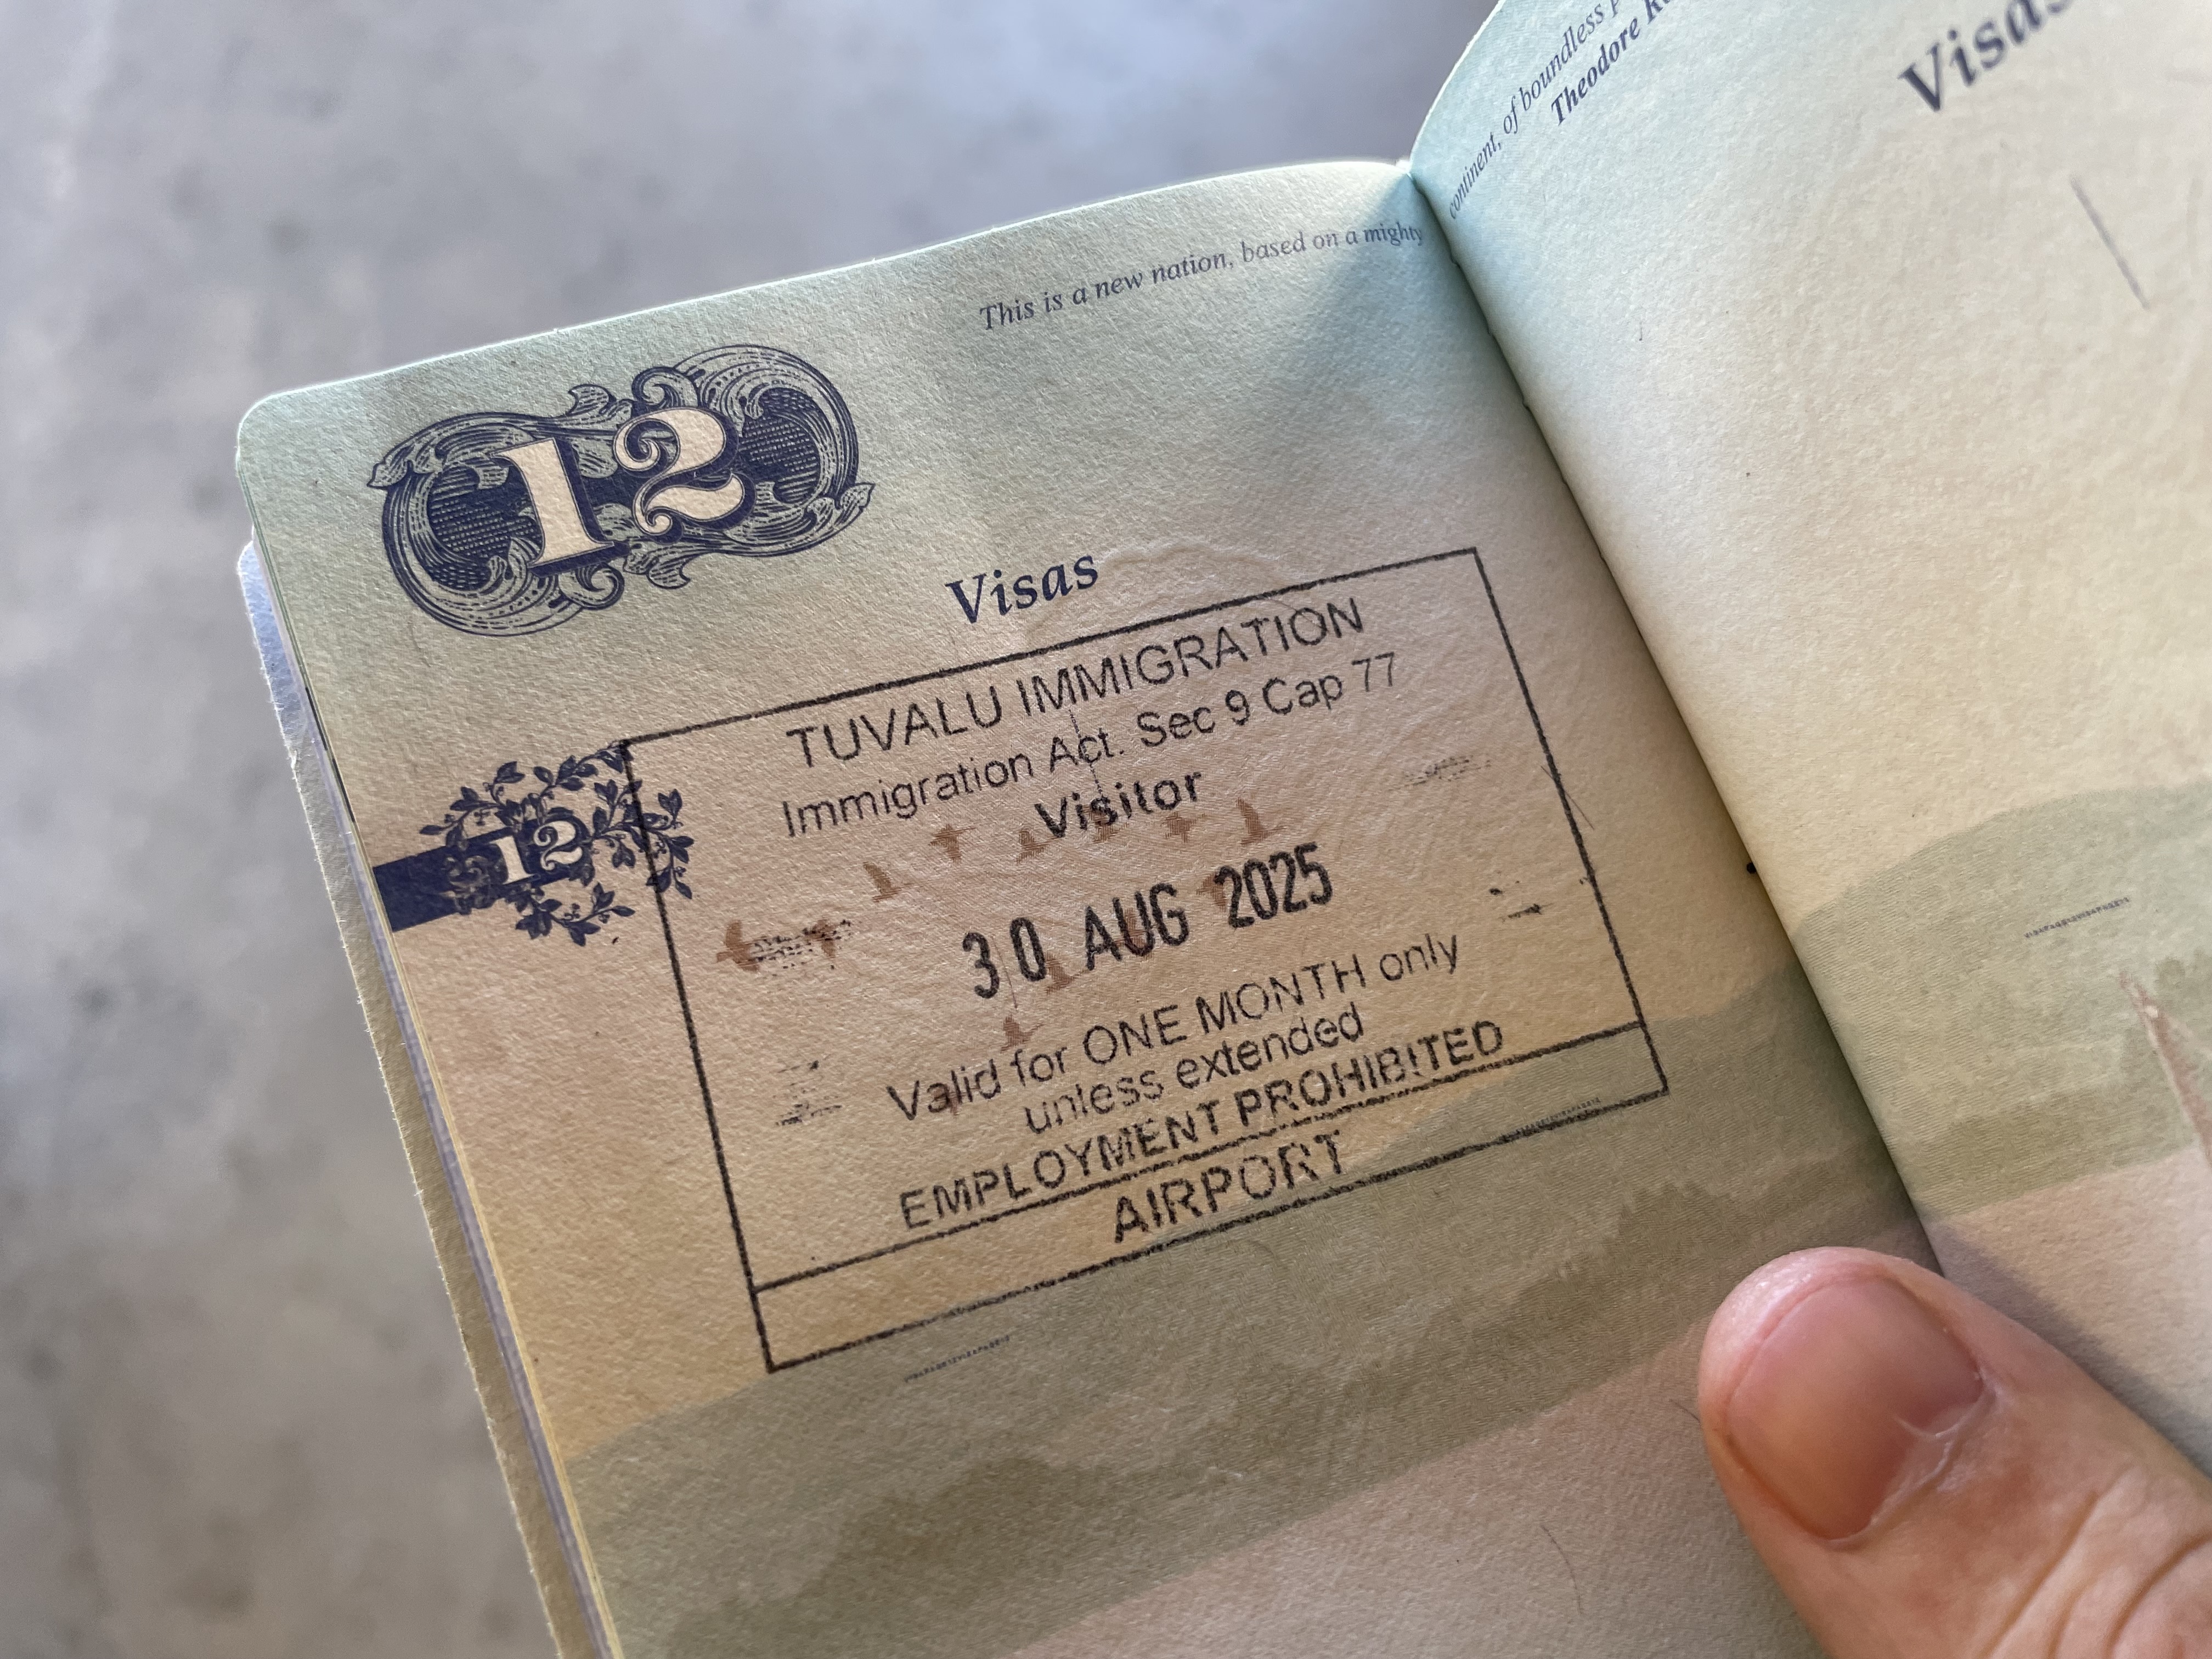 This is a new nation, based on a mighty
12
Visas
TUVALU IMMIGRATION
Immigration Act. Sec 9 Cap 77
Visitor
12
30 AUG 2025
Valid for ONE MONTH only
unless extended
EMPLOYMENT PROHIBITED
AIRPORT
continent, of boundless
Theodore
Visas